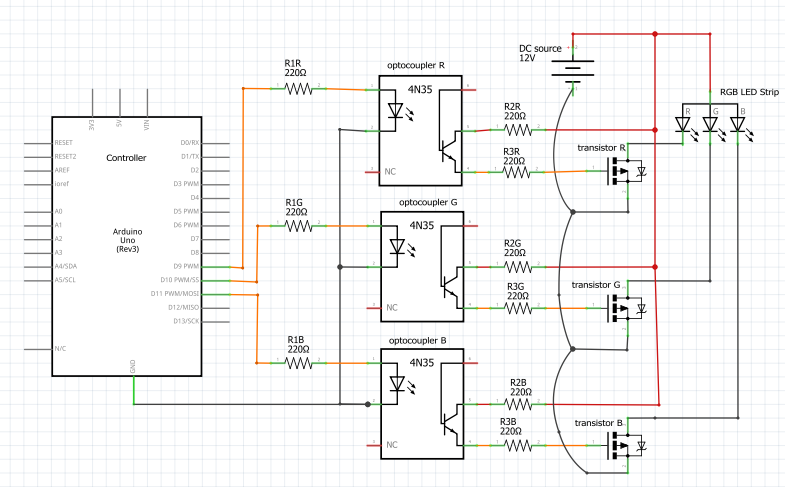 DC source
12V
RGB LED Strip
R
G
B
R1R
220Ω
optocoupler R
4N35
NC
R2R
220Ω
R3R
220Ω
transistor R
3V3
5V
VIN
Controller
Arduino
Uno
(Rev3)
RESET
RESET2
AREF
ioref
A0
A1
A2
A3
A4/SDA
A5/SCL
N/C
GND
D0/RX
D1/TX
D2
D3 PWM
D4
D5 PWM
D6 PWM
D7
D8
D9 PWM
D10 PWM/SS
D11 PWM/MOSI
D12/MISO
D13/SCK
R1G
220Ω
optocoupler G
4N35
NC
R2G
220Ω
R3G
220Ω
transistor G
R1B
220Ω
optocoupler B
4N35
NC
R2B
220Ω
R3B
220Ω
transistor B